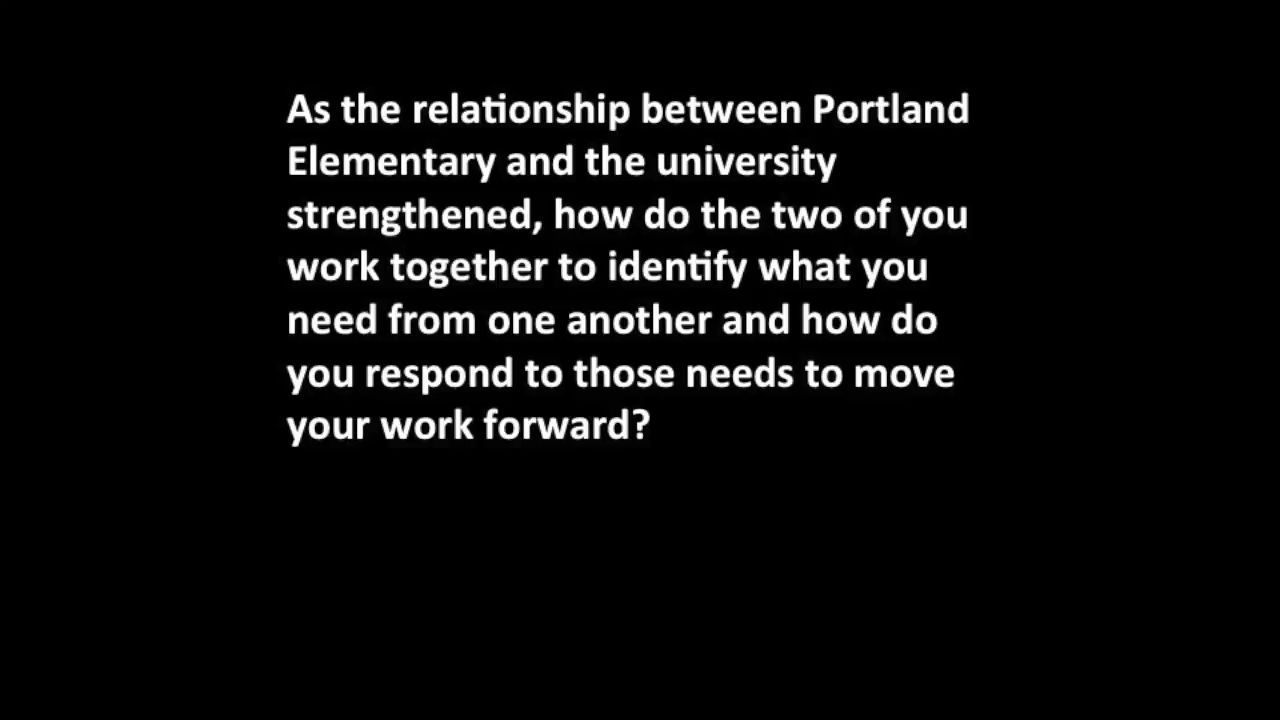 As the relationship between Portland
Elementary and the university
strengthened, how do the two of you
work together to identify what you
need from one another and how do
you respond to those needs to move
your work forward?